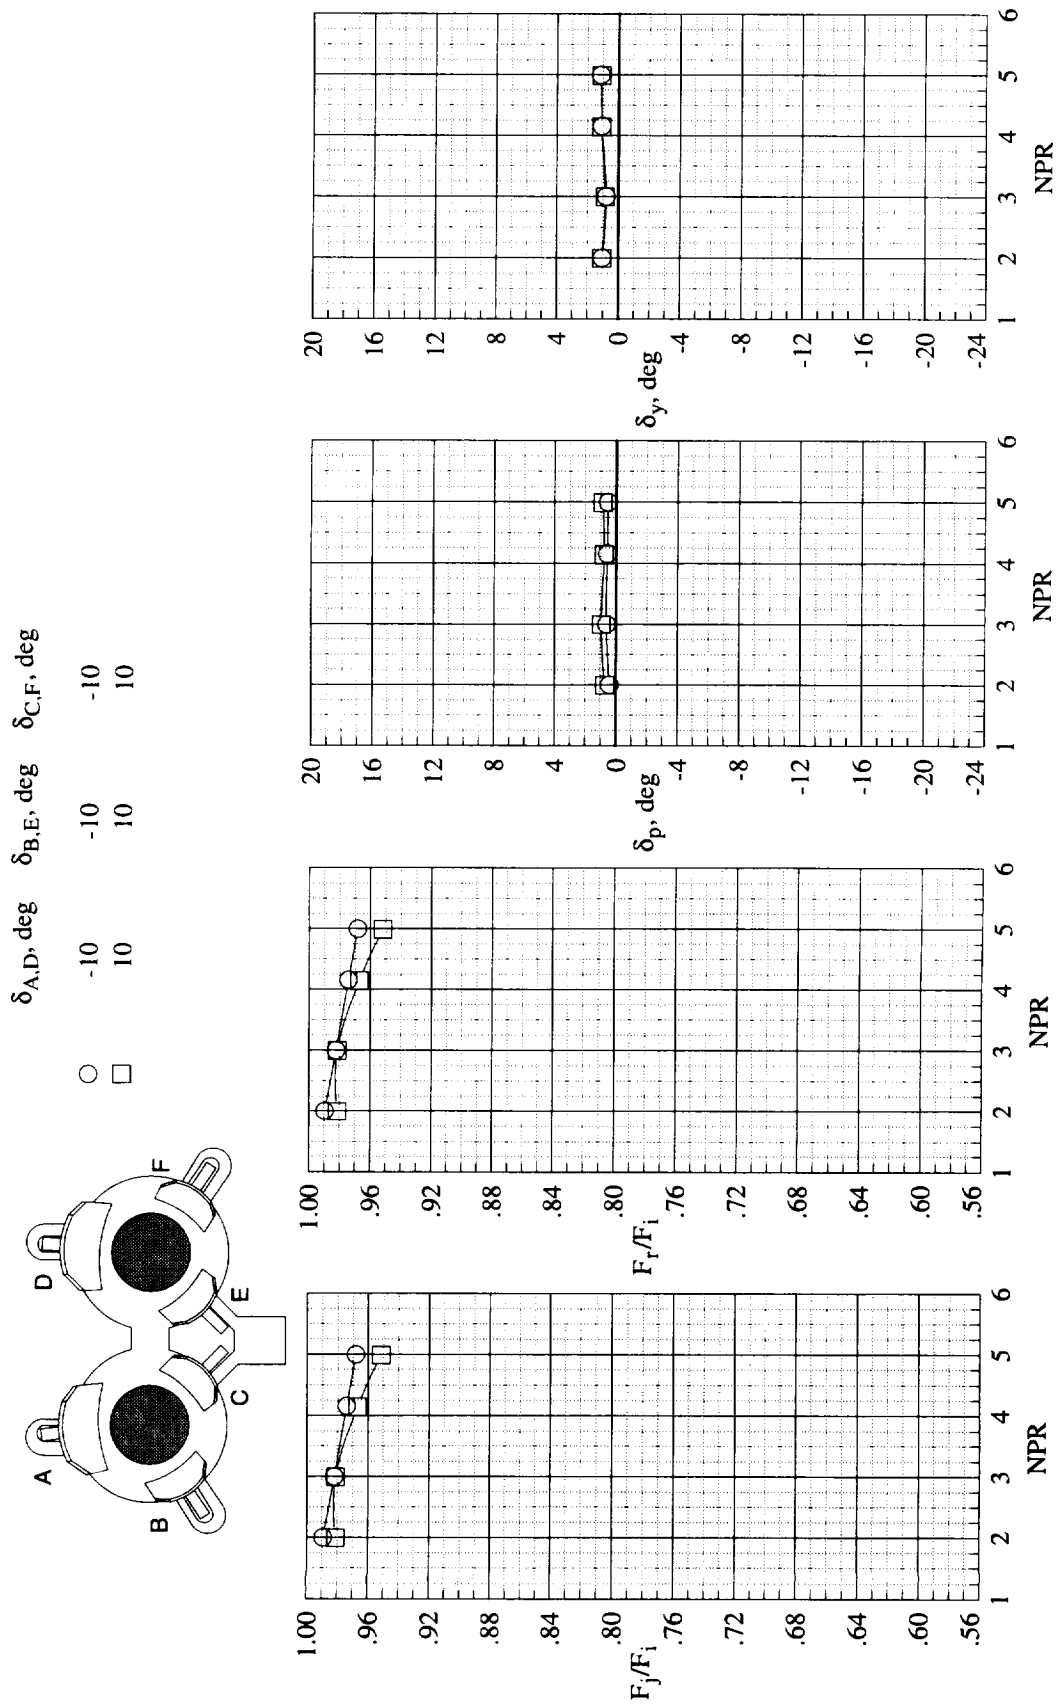 δA,D, deg δB,E, deg δC,F, deg
-10 -10 -10
10 10 10
A
D
B
C
E
F
1.00
.96
.92
.88
.84
.80
.76
.72
.68
.64
.60
.56
Fj/Fi
1 2 3 4 5 6
NPR
1.00
.96
.92
.88
.84
.80
.76
.72
.68
.64
.60
.56
Fr/Fi
1 2 3 4 5 6
NPR
20
16
12
8
4
0
-4
-8
-12
-16
-20
-24
δp, deg
1 2 3 4 5 6
NPR
20
16
12
8
4
0
-4
-8
-12
-16
-20
-24
δy, deg
1 2 3 4 5 6
NPR